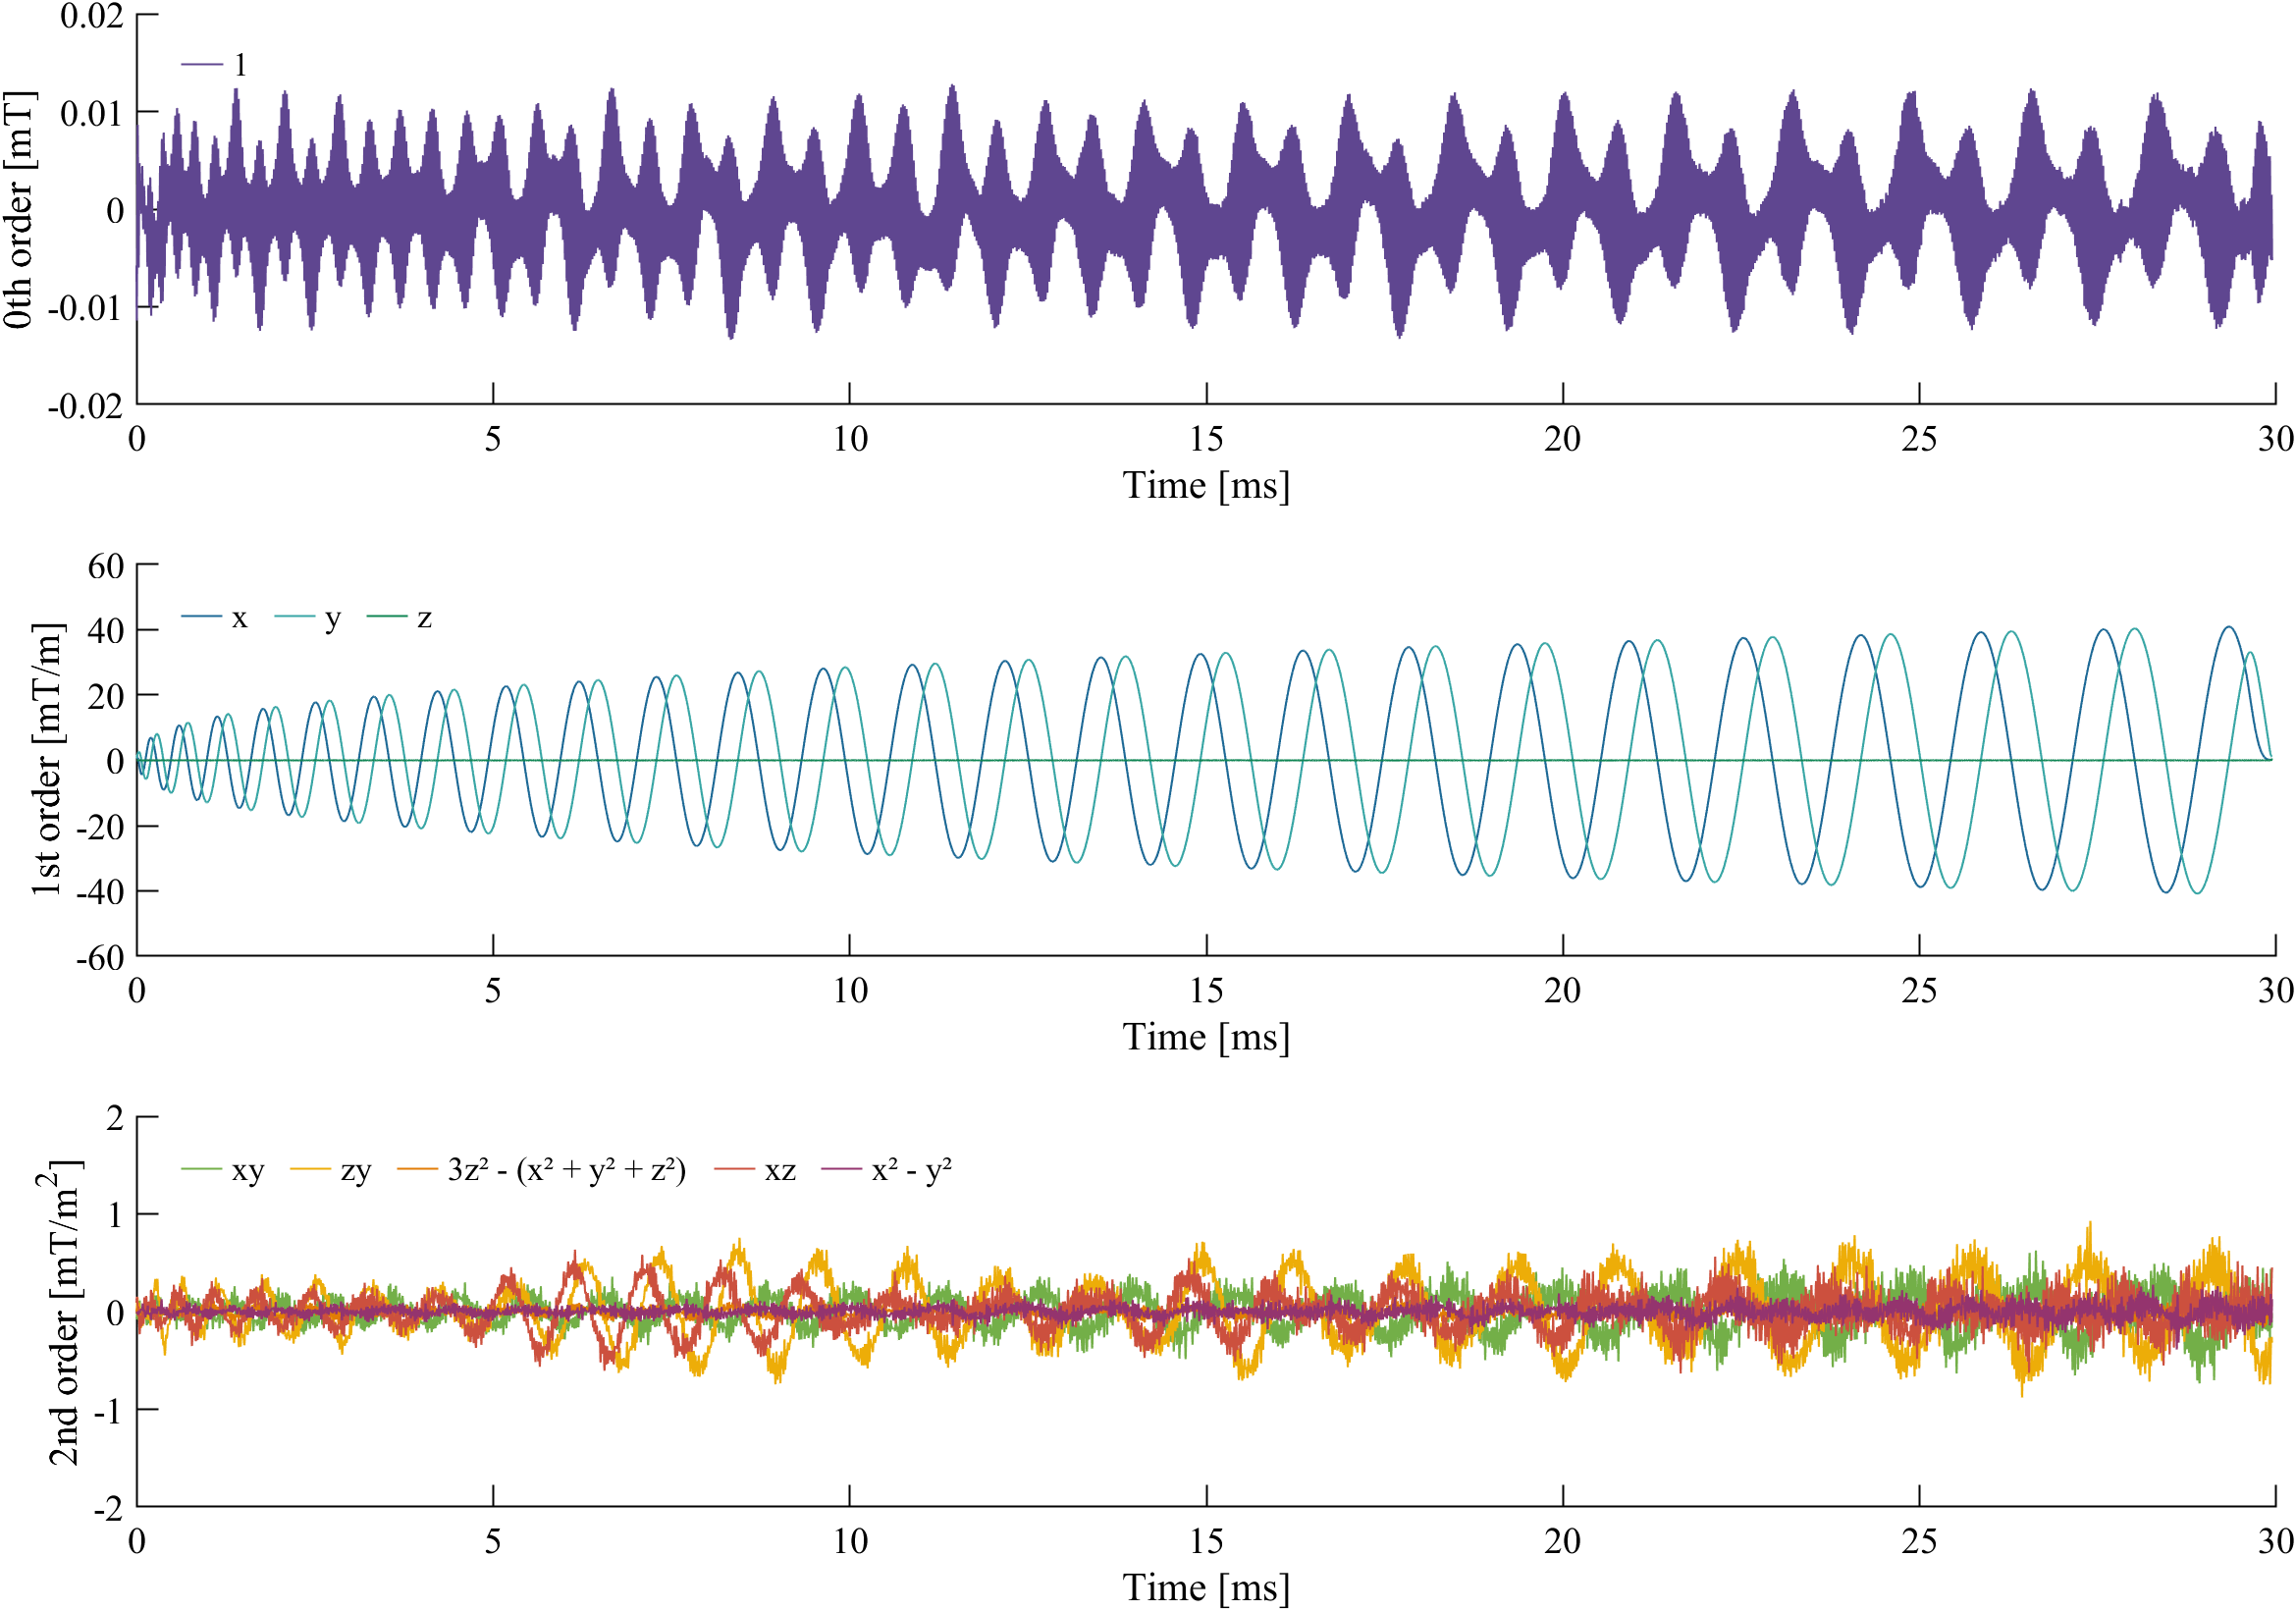 0.02
0.01
0
-0.01
-0.02
0th order [mT]
1
0 5 10 15 20 25 30
Time [ms]
60
40
20
0
-20
-40
-60
1st order [mT/m]
x y z
0 5 10 15 20 25 30
Time [ms]
2
1
0
-1
-2
2nd order [mT/m²]
xy zy 3z² - (x² + y² + z²) xz x² - y²
0 5 10 15 20 25 30
Time [ms]